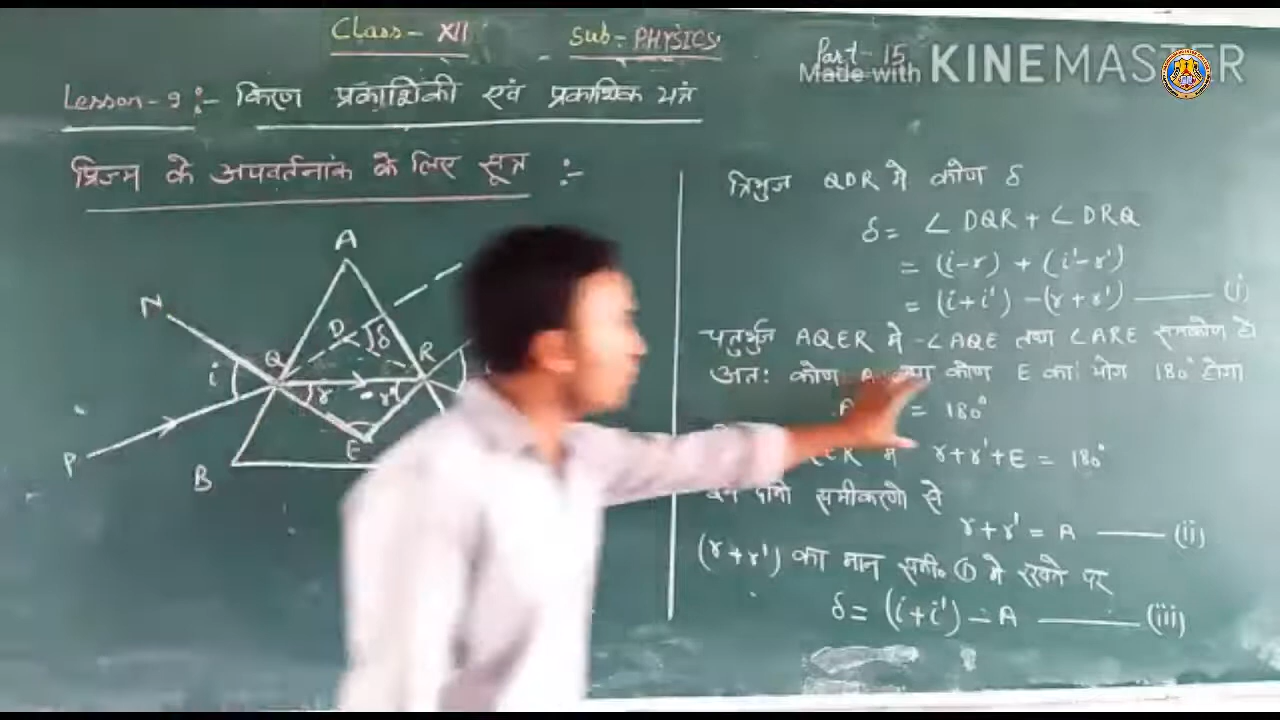 Class - XII Sub - PHYSICS
Part - 15
Made with KINEMASTER
Lesson - 9 :- किरण प्रकाशिकी एवं प्रकाशिक यंत्र
प्रिज्म के अपवर्तनांक के लिए सूत्र :-
A
N
D
δ
Q
R
i
r
r'
E
P
B
त्रिभुज QDR मे कोण δ
δ = ∠ DQR + ∠ DRQ
= (i-r) + (i'-r')
= (i+i') - (r+r') —— (i)
चतुर्भुज AQER मे ∠AQE तथा ∠ARE समकोण है।
अतः कोण A कोण E का योग 180° होगा
= 180°
मे r+r'+E = 180°
दोनो समीकरणो से
r+r' = A —— (ii)
(r+r') का मान समी० ① मे रखने पर
δ = (i+i') - A —— (iii)